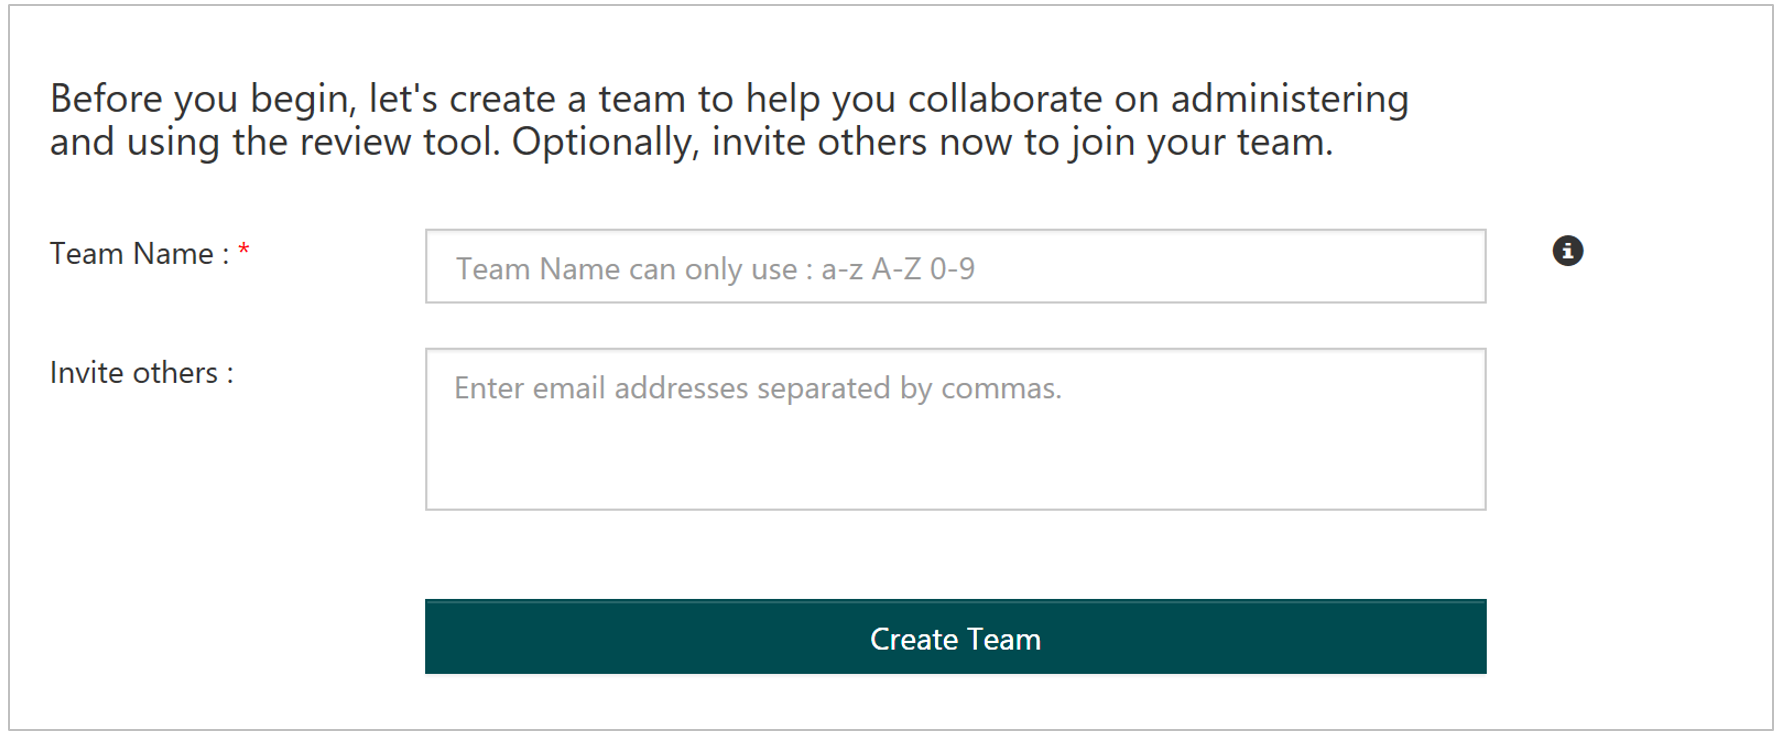 Before you begin, let's create a team to help you collaborate on administering
and using the review tool. Optionally, invite others now to join your team.
Team Name : *
Team Name can only use : a-z A-Z 0-9
Invite others :
Enter email addresses separated by commas.
Create Team